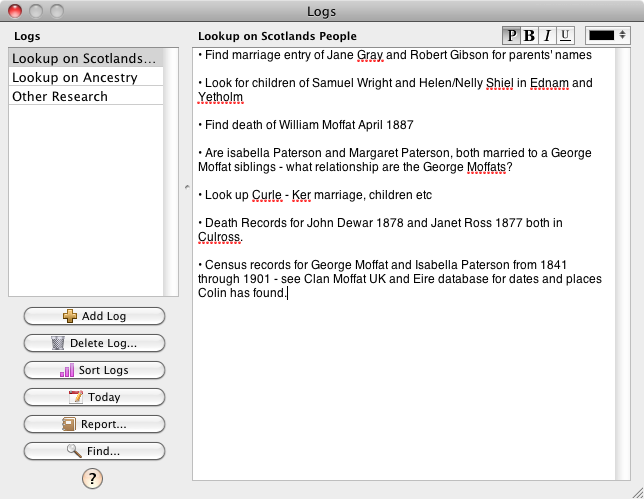 Logs
Logs
Lookup on Scotlands...
Lookup on Ancestry
Other Research
Add Log
Delete Log...
Sort Logs
Today
Report...
Find...
?
Lookup on Scotlands People
P B I U
• Find marriage entry of Jane Gray and Robert Gibson for parents' names
• Look for children of Samuel Wright and Helen/Nelly Shiel in Ednam and
Yetholm
• Find death of William Moffat April 1887
• Are isabella Paterson and Margaret Paterson, both married to a George
Moffat siblings - what relationship are the George Moffats?
• Look up Curle - Ker marriage, children etc
• Death Records for John Dewar 1878 and Janet Ross 1877 both in
Culross.
• Census records for George Moffat and Isabella Paterson from 1841
through 1901 - see Clan Moffat UK and Eire database for dates and places
Colin has found.